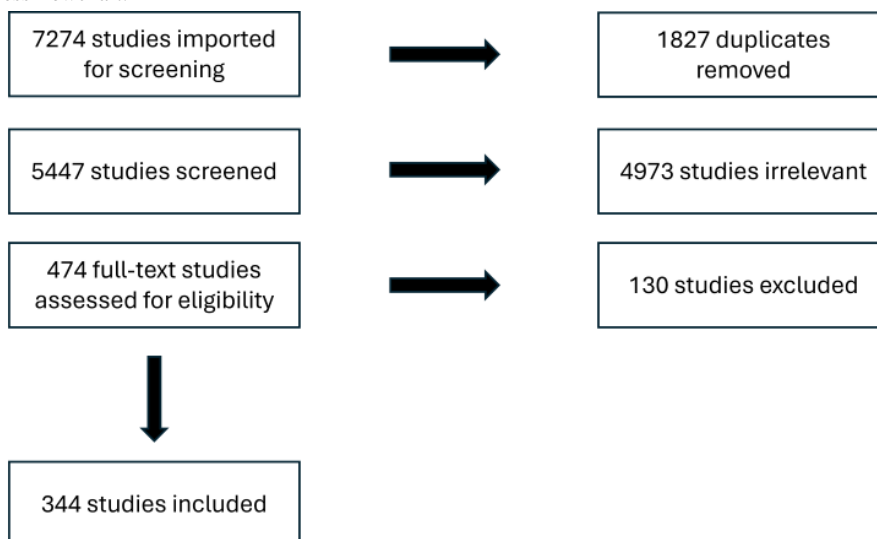 7274 studies imported
for screening
1827 duplicates
removed
5447 studies screened
4973 studies irrelevant
474 full-text studies
assessed for eligibility
130 studies excluded
344 studies included